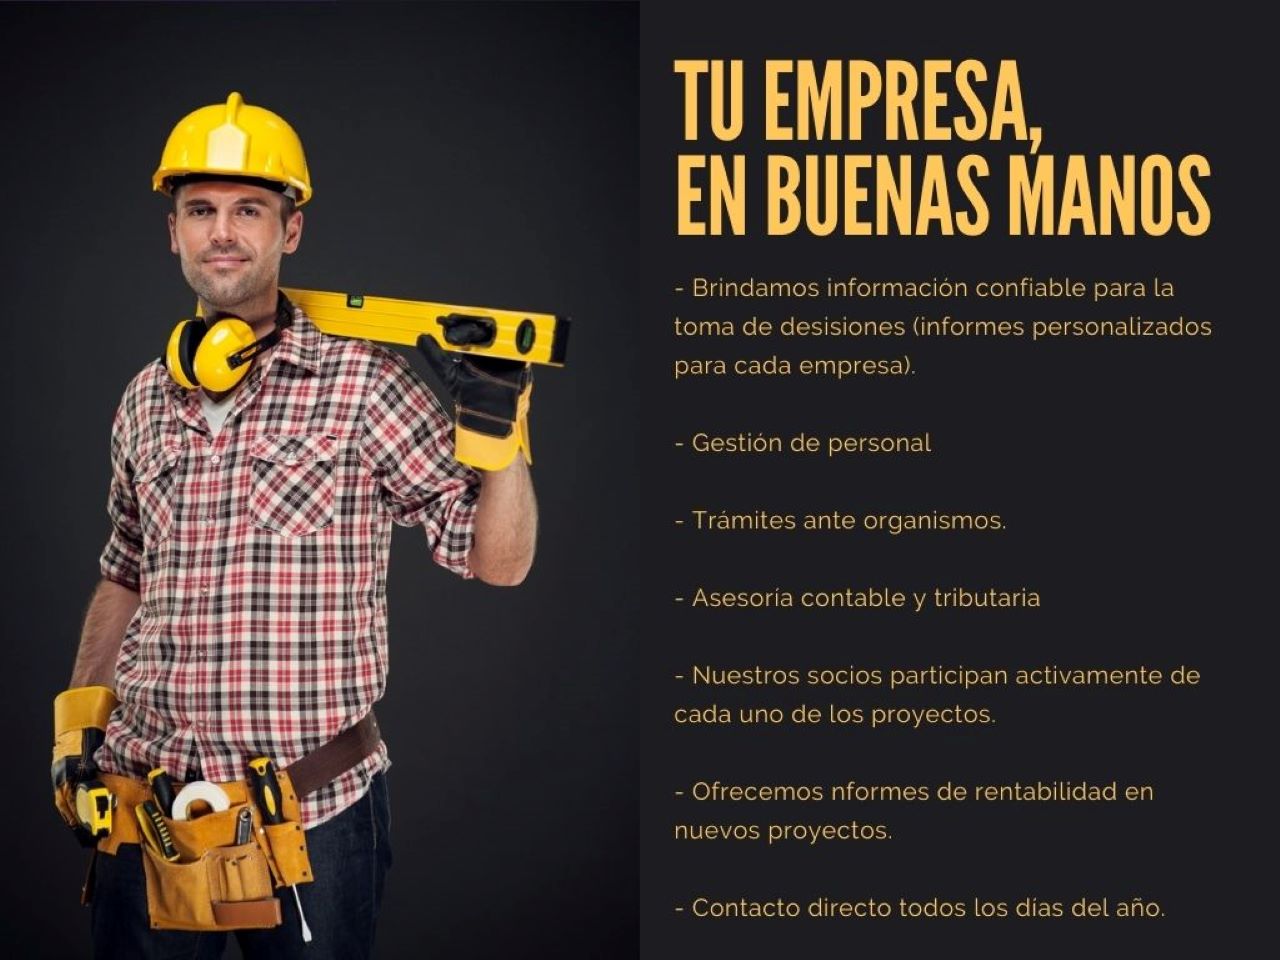 TU EMPRESA,
EN BUENAS MANOS
- Brindamos información confiable para la
toma de desisiones (informes personalizados
para cada empresa).
- Gestión de personal
- Trámites ante organismos.
- Asesoría contable y tributaria
- Nuestros socios participan activamente de
cada uno de los proyectos.
- Ofrecemos nformes de rentabilidad en
nuevos proyectos.
- Contacto directo todos los días del año.